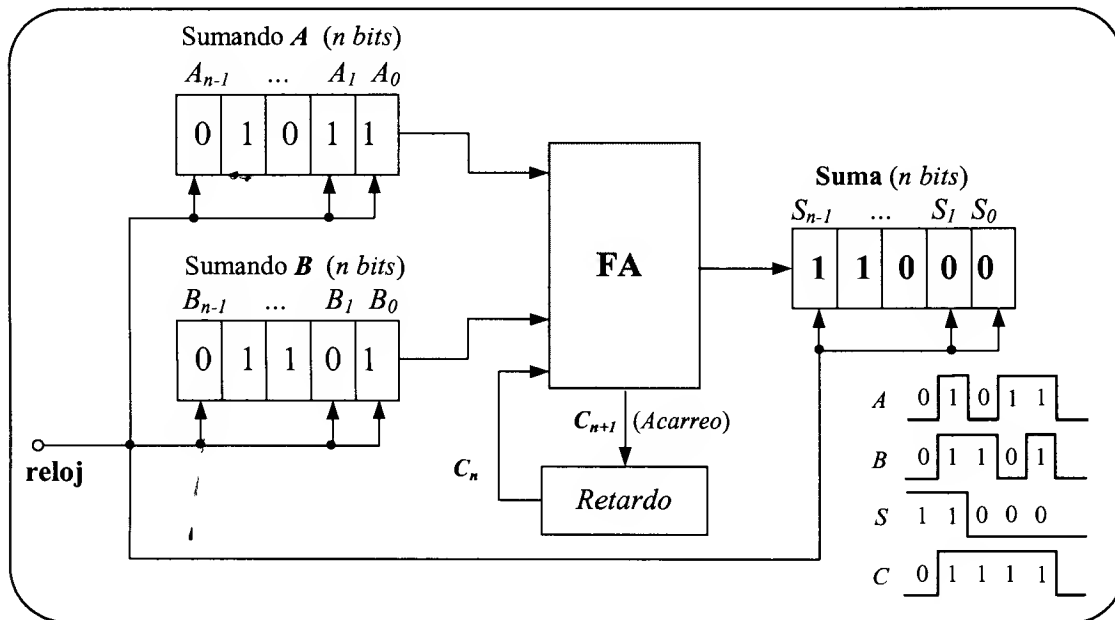 Sumando A (n bits)
A_{n-1} ... A_1 A_0
0 1 0 1 1
Sumando B (n bits)
B_{n-1} ... B_1 B_0
0 1 1 0 1
reloj
FA
C_{n+1} (Acarreo)
C_n
Retardo
Suma (n bits)
S_{n-1} ... S_1 S_0
1 1 0 0 0
A 0 1 0 1 1
B 0 1 1 0 1
S 1 1 0 0 0
C 0 1 1 1 1